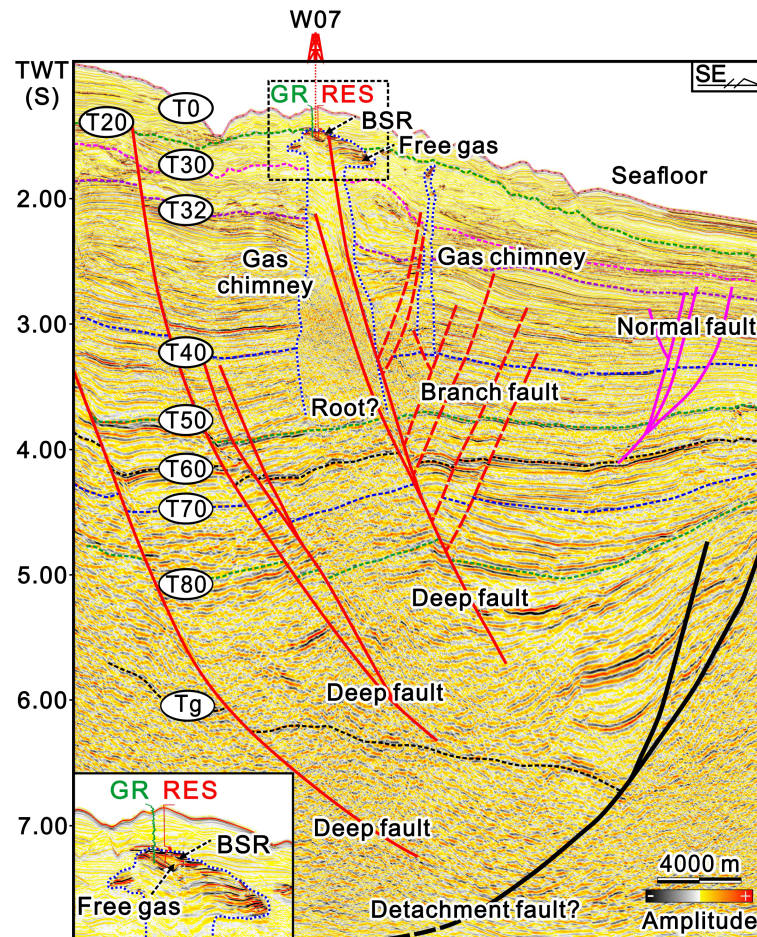 W07
TWT
(S)
SE
T0
GR RES
T20
BSR
Free gas
T30
Seafloor
2.00
T32
Gas
chimney
Gas chimney
3.00
Normal fault
T40
Branch fault
Root?
T50
4.00
T60
T70
5.00
T80
Deep fault
Deep fault
6.00
Tg
GR RES
7.00
Deep fault
BSR
4000 m
Free gas
- +
Detachment fault?
Amplitude